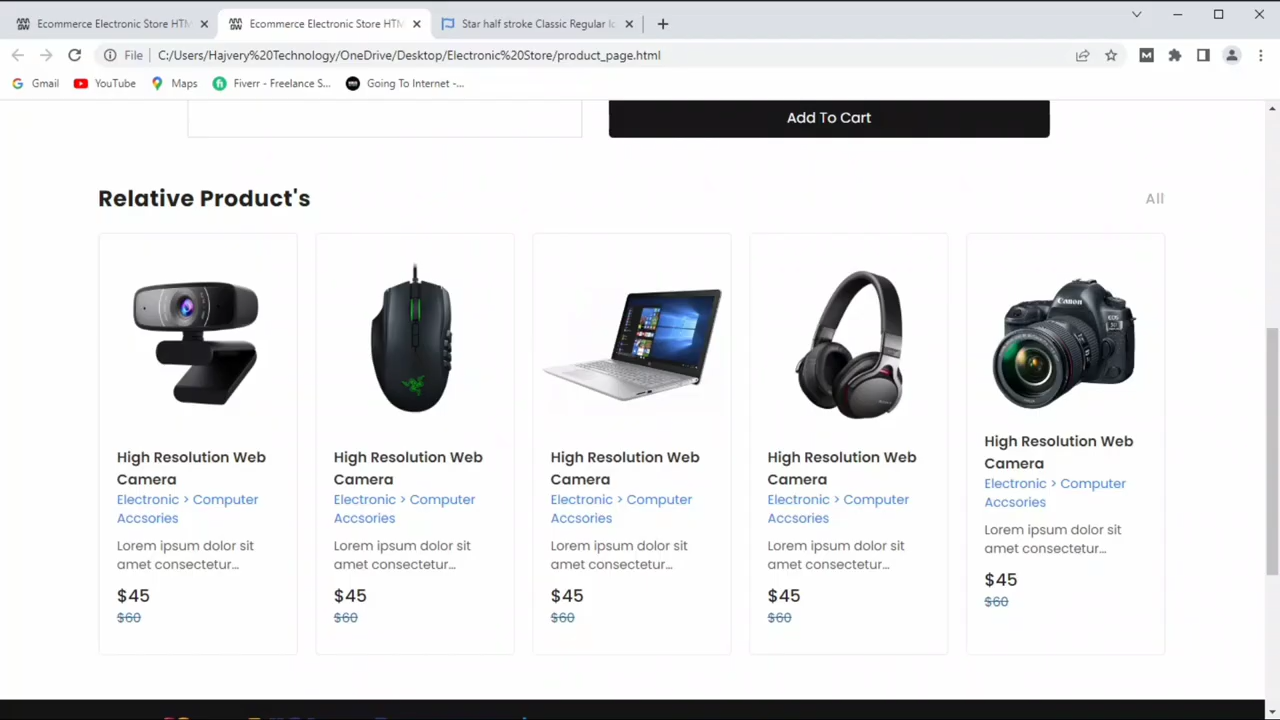 Ecommerce Electronic Store HTM
Ecommerce Electronic Store HTM
Star half stroke Classic Regular Ic
File
C:/Users/Hajvery%20Technology/OneDrive/Desktop/Electronic%20Store/product_page.html
Gmail
YouTube
Maps
Fiverr - Freelance S...
Going To Internet -...
Add To Cart
Relative Product's
All
Canon
High Resolution Web
Camera
Electronic > Computer
Accsories
Lorem ipsum dolor sit
amet consectetur...
$45
$60
High Resolution Web
Camera
Electronic > Computer
Accsories
Lorem ipsum dolor sit
amet consectetur...
$45
$60
High Resolution Web
Camera
Electronic > Computer
Accsories
Lorem ipsum dolor sit
amet consectetur...
$45
$60
High Resolution Web
Camera
Electronic > Computer
Accsories
Lorem ipsum dolor sit
amet consectetur...
$45
$60
High Resolution Web
Camera
Electronic > Computer
Accsories
Lorem ipsum dolor sit
amet consectetur...
$45
$60